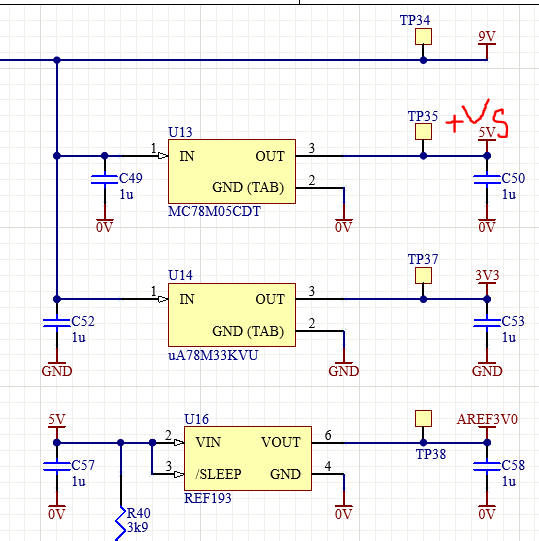 TP34
9V
TP35
+VS
5V
U13
1
IN
OUT
3
GND (TAB)
2
C49
1u
C50
1u
MC78M05CDT
0V
0V
0V
TP37
U14
3V3
1
IN
OUT
3
GND (TAB)
2
C52
1u
C53
1u
uA78M33KVU
GND
GND
GND
5V
U16
AREF3V0
2
VIN
VOUT
6
TP38
3
/SLEEP
GND
4
C57
1u
C58
1u
REF193
0V
0V
0V
R40
3k9